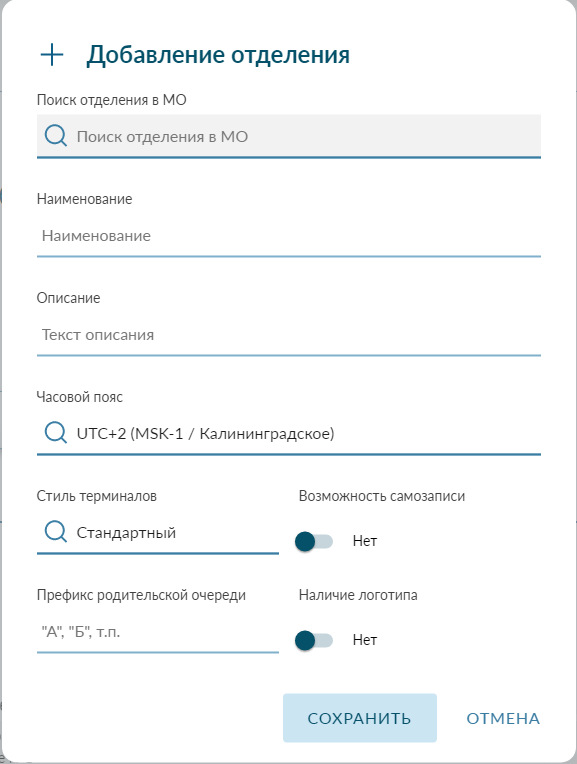 Добавление отделения
Поиск отделения в МО
Поиск отделения в МО
Наименование
Наименование
Описание
Текст описания
Часовой пояс
UTC+2 (MSK-1 / Калининградское)
Стиль терминалов
Возможность самозаписи
Стандартный
Нет
Префикс родительской очереди
Наличие логотипа
"А", "Б", т.п.
Нет
СОХРАНИТЬ
ОТМЕНА